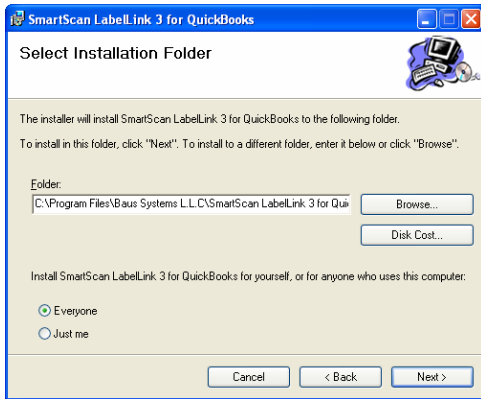 SmartScan LabelLink 3 for QuickBooks
Select Installation Folder
The installer will install SmartScan LabelLink 3 for QuickBooks to the following folder.
To install in this folder, click "Next". To install to a different folder, enter it below or click "Browse".
Folder:
C:\Program Files\Baus Systems L.L.C\SmartScan LabelLink 3 for Qui
Browse...
Disk Cost...
Install SmartScan LabelLink 3 for QuickBooks for yourself, or for anyone who uses this computer:
Everyone
Just me
Cancel
< Back
Next >